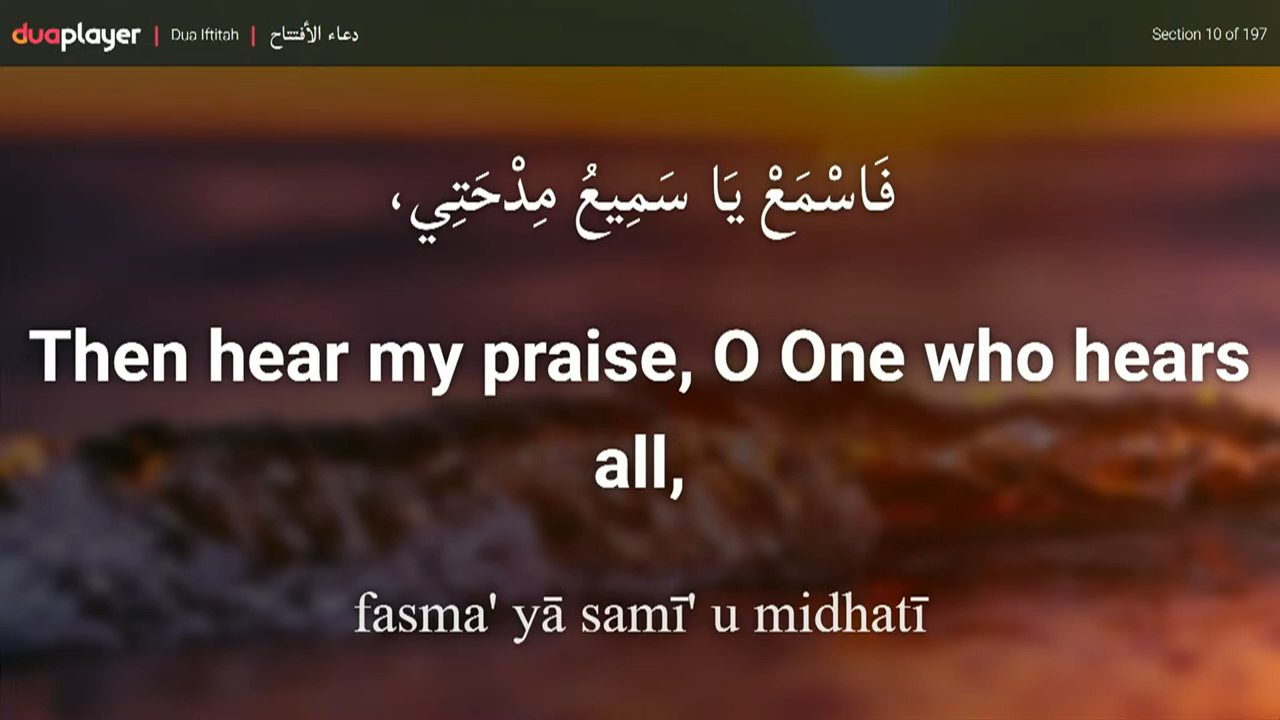 duaplayer | Dua Iftitah | دعاء الأفتتاح
Section 10 of 197
فَاسْمَعْ يَا سَمِيعُ مِدْحَتِي،
Then hear my praise, O One who hears
all,
fasma' yā samī' u midhatī